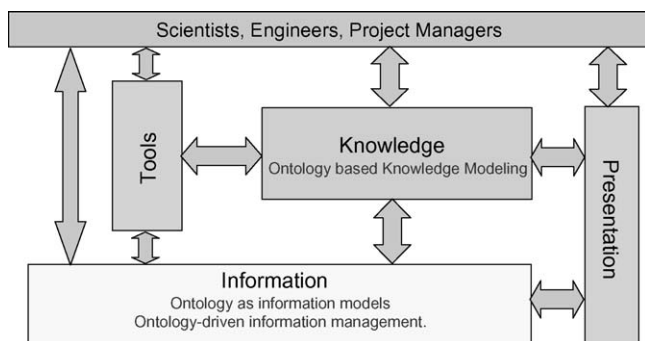 Scientists, Engineers, Project Managers
Tools
Knowledge
Ontology based Knowledge Modeling
Presentation
Information
Ontology as information models
Ontology-driven information management.